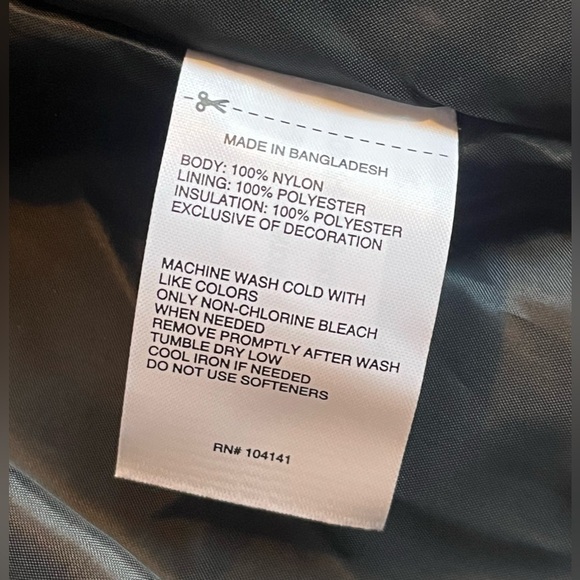 MADE IN BANGLADESH
BODY: 100% NYLON
LINING: 100% POLYESTER
INSULATION: 100% POLYESTER
EXCLUSIVE OF DECORATION
MACHINE WASH COLD WITH
LIKE COLORS
ONLY NON-CHLORINE BLEACH
WHEN NEEDED
REMOVE PROMPTLY AFTER WASH
TUMBLE DRY LOW
COOL IRON IF NEEDED
DO NOT USE SOFTENERS
RN# 104141